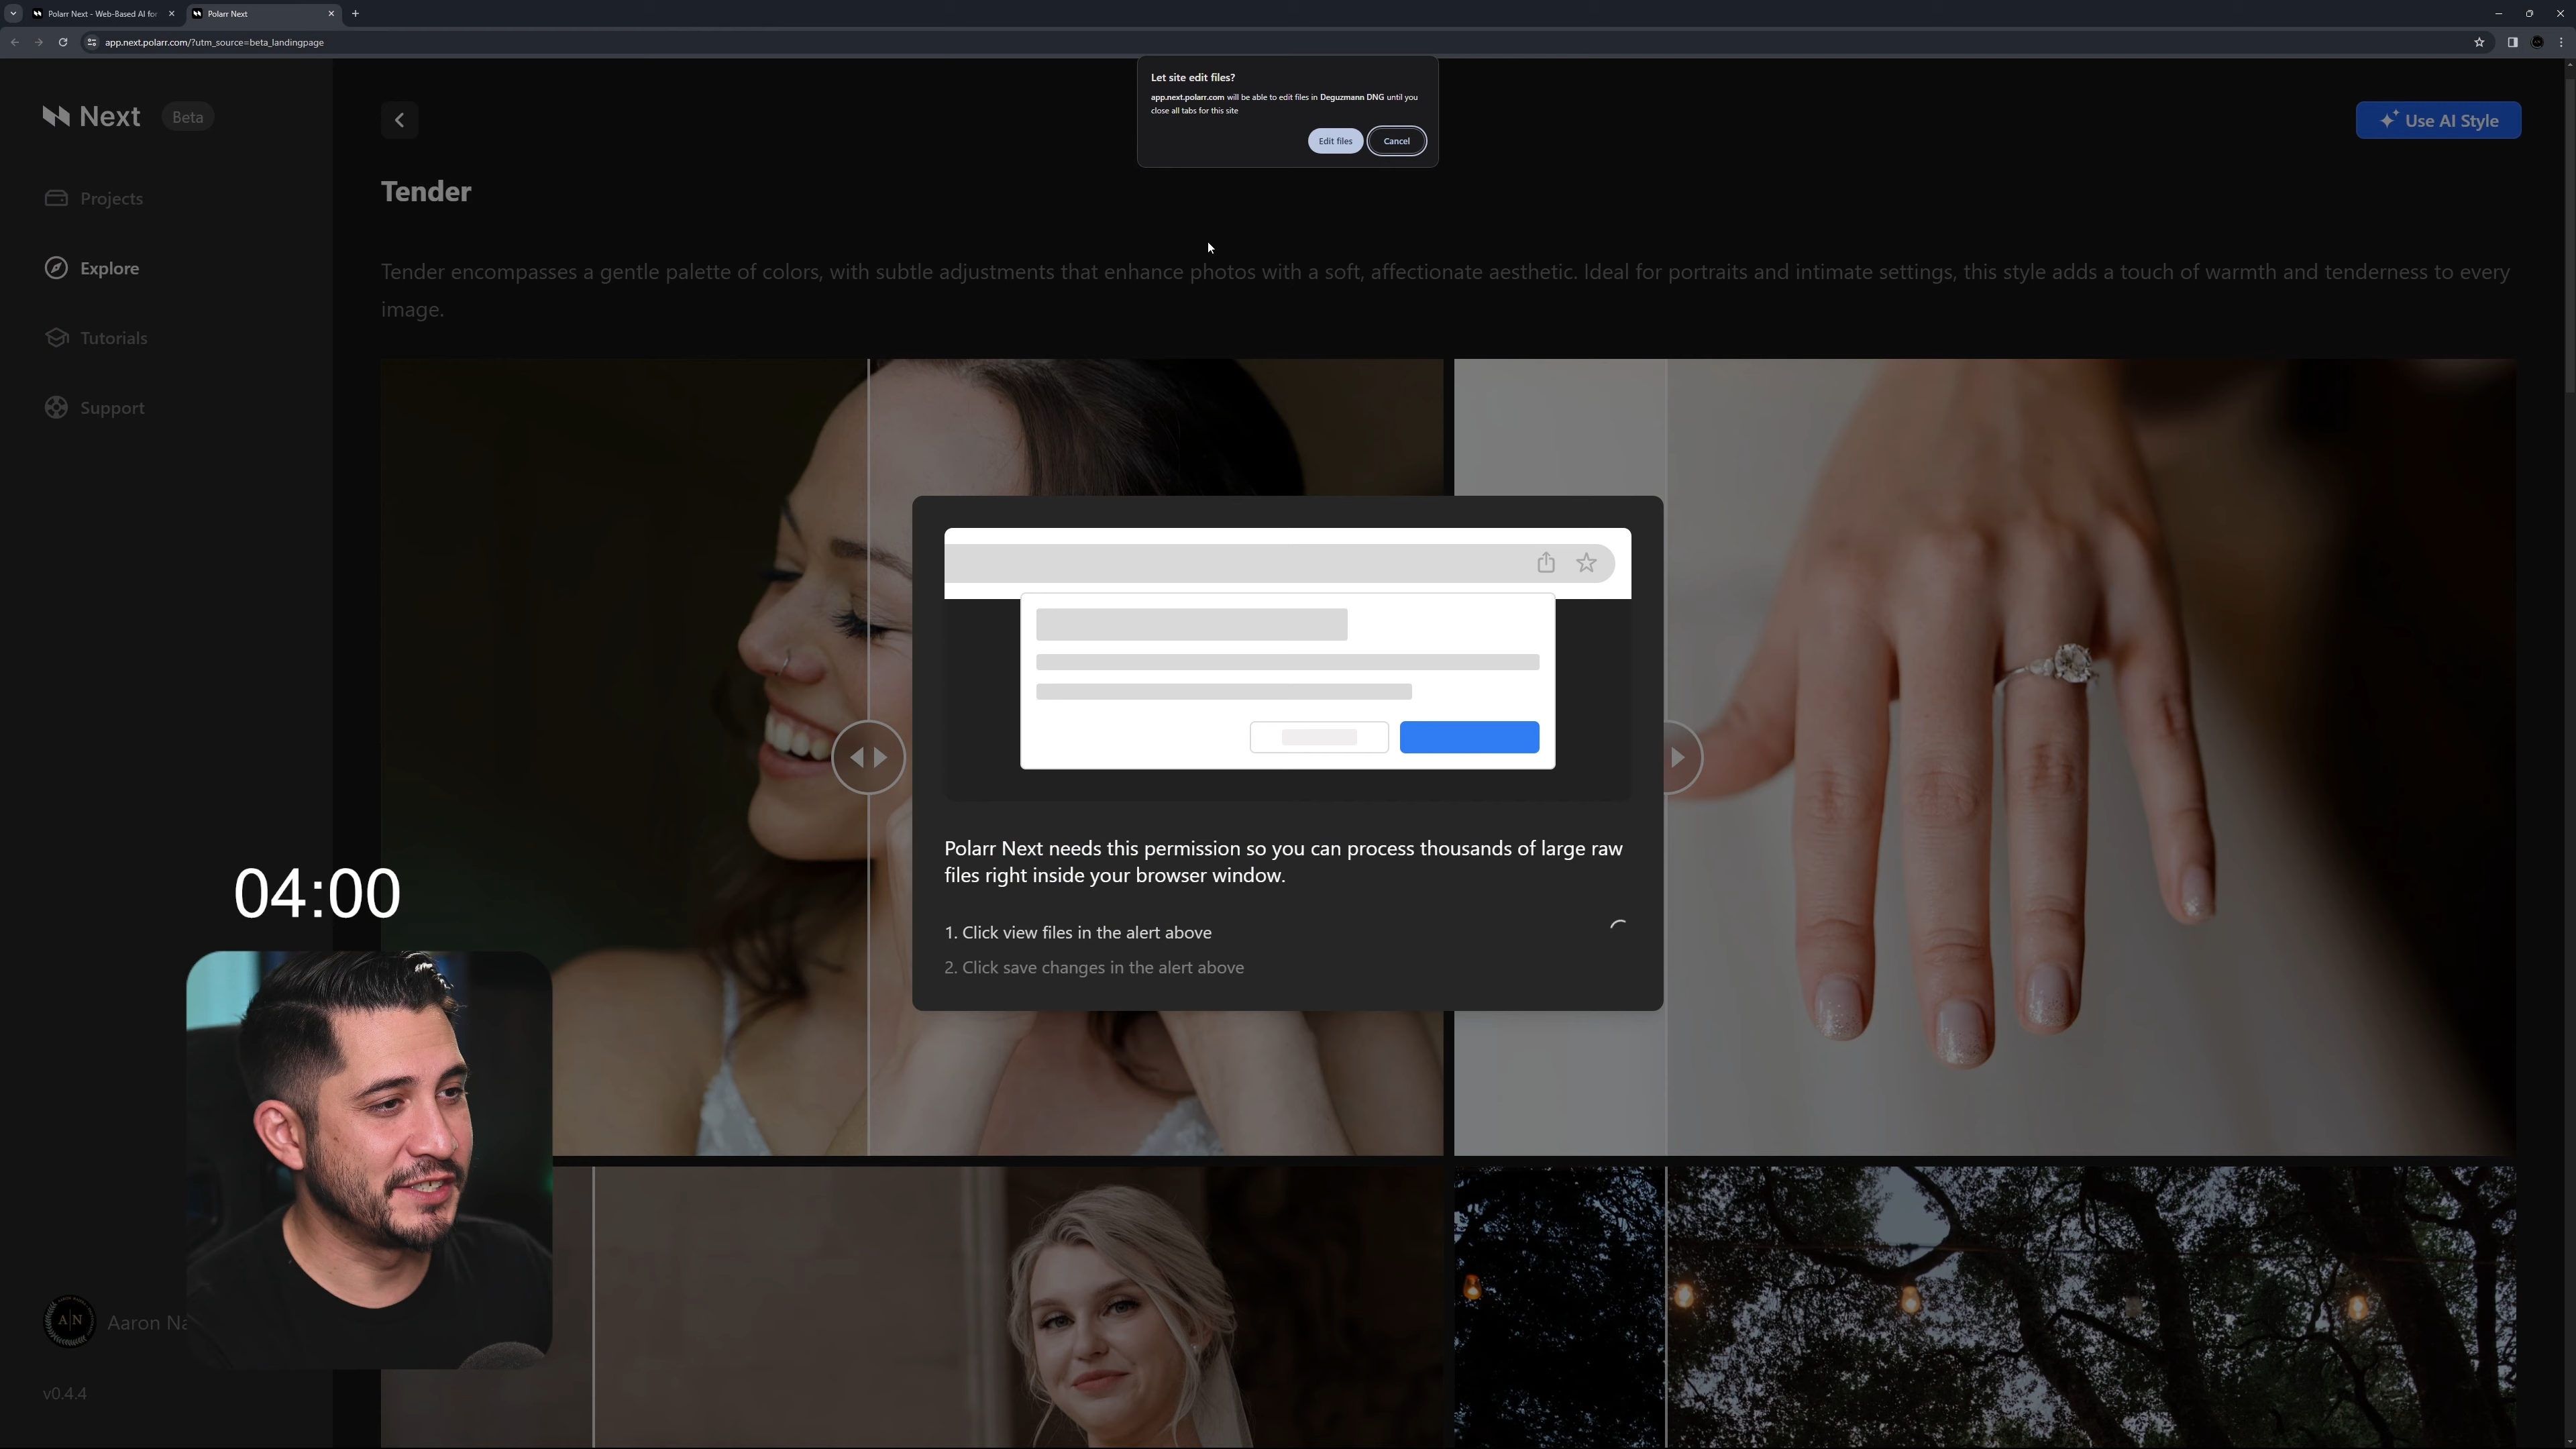 Polarr Next - Web-Based AI for
Polarr Next
app.next.polarr.com/?utm_source=beta_landingpage
Let site edit files?
app.next.polarr.com will be able to edit files in Deguzmann DNG until you
close all tabs for this site
Edit files
Cancel
Next
Beta
Use AI Style
Projects
Explore
Tutorials
Support
Tender
Tender encompasses a gentle palette of colors, with subtle adjustments that enhance photos with a soft, affectionate aesthetic. Ideal for portraits and intimate settings, this style adds a touch of warmth and tenderness to every
image.
Polarr Next needs this permission so you can process thousands of large raw
files right inside your browser window.
1. Click view files in the alert above
2. Click save changes in the alert above
04:00
A|N
Aaron Na
v0.4.4